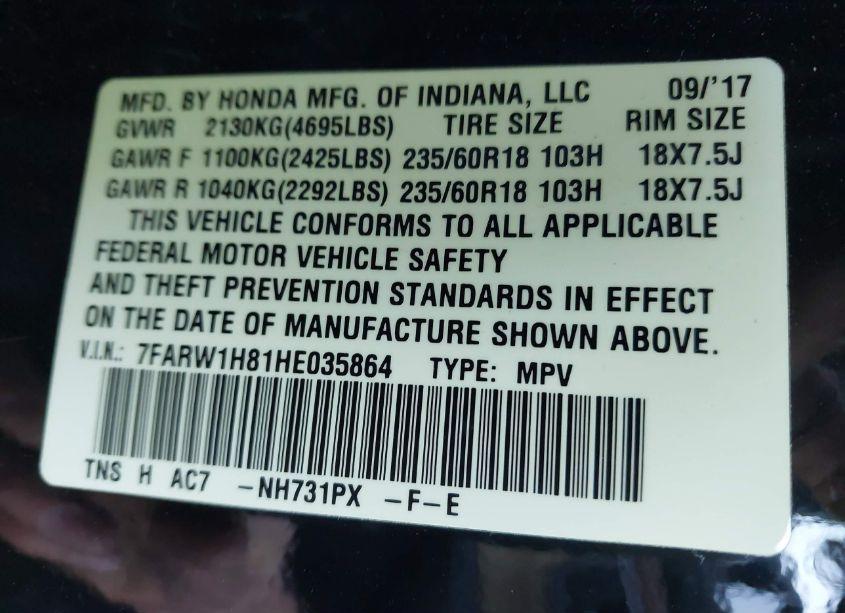 MFD. BY HONDA MFG. OF INDIANA, LLC 09/'17
GVWR 2130KG(4695LBS) TIRE SIZE RIM SIZE
GAWR F 1100KG(2425LBS) 235/60R18 103H 18X7.5J
GAWR R 1040KG(2292LBS) 235/60R18 103H 18X7.5J
THIS VEHICLE CONFORMS TO ALL APPLICABLE
FEDERAL MOTOR VEHICLE SAFETY
AND THEFT PREVENTION STANDARDS IN EFFECT
ON THE DATE OF MANUFACTURE SHOWN ABOVE.
V.I.N.: 7FARW1H81HE035864 TYPE: MPV
TNS H AC7 -NH731PX -F-E